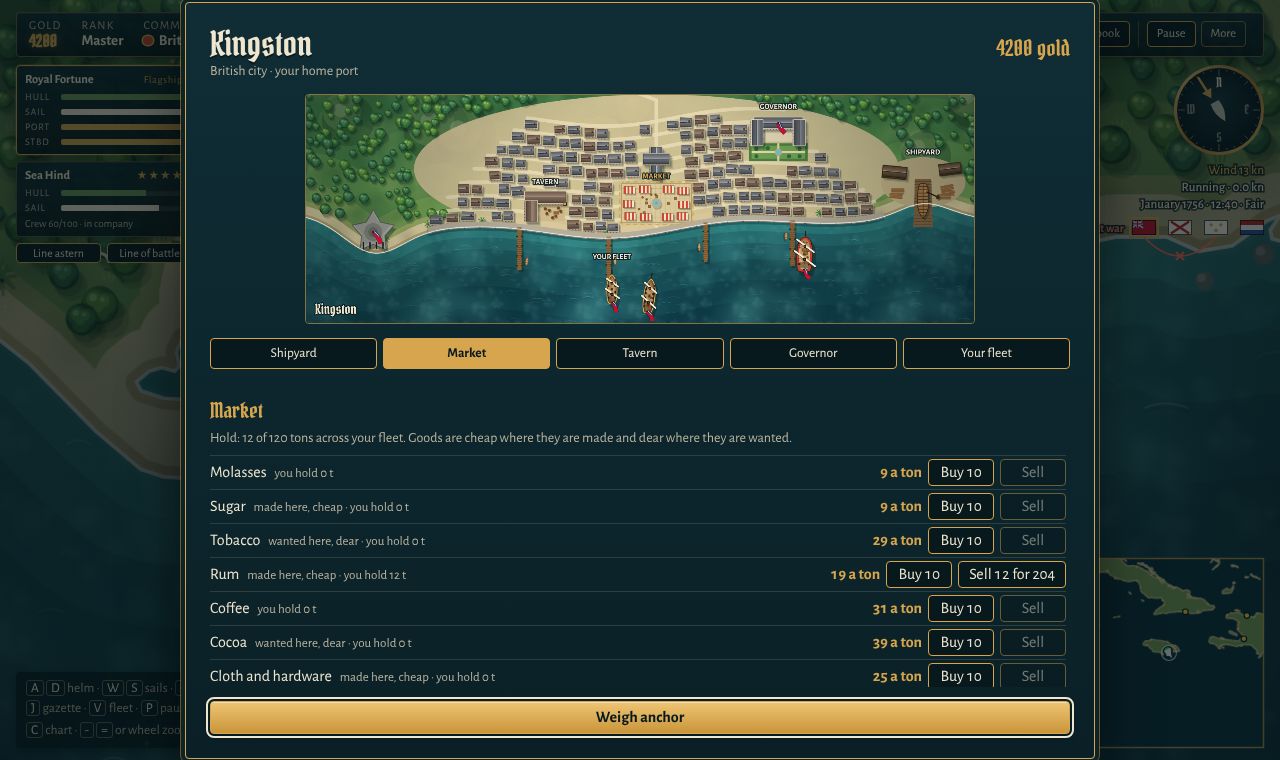 GOLD RANK COMM
4200 Master Brit
book Pause More
Kingston
4200 gold
British city · your home port
Royal Fortune Flagship
HULL
SAIL
PORT
STBD
Sea Hind ★★★★
HULL
SAIL
Crew 60/100 · in company
Line astern Line of battle
N
E
S
W
Wind 13 kn
Running · 0.0 kn
January 1756 · 12:40 · Fair
t war
GOVERNOR
SHIPYARD
MARKET
TAVERN
YOUR FLEET
Kingston
Shipyard Market Tavern Governor Your fleet
Market
Hold: 12 of 120 tons across your fleet. Goods are cheap where they are made and dear where they are wanted.
Molasses you hold 0 t 9 a ton Buy 10 Sell
Sugar made here, cheap · you hold 0 t 9 a ton Buy 10 Sell
Tobacco wanted here, dear · you hold 0 t 29 a ton Buy 10 Sell
Rum made here, cheap · you hold 12 t 19 a ton Buy 10 Sell 12 for 204
Coffee you hold 0 t 31 a ton Buy 10 Sell
Cocoa wanted here, dear · you hold 0 t 39 a ton Buy 10 Sell
Cloth and hardware made here, cheap · you hold 0 t 25 a ton Buy 10 Sell
Weigh anchor
A D helm · W S sails ·
J gazette · V fleet · P pau
C chart · - = or wheel zoo